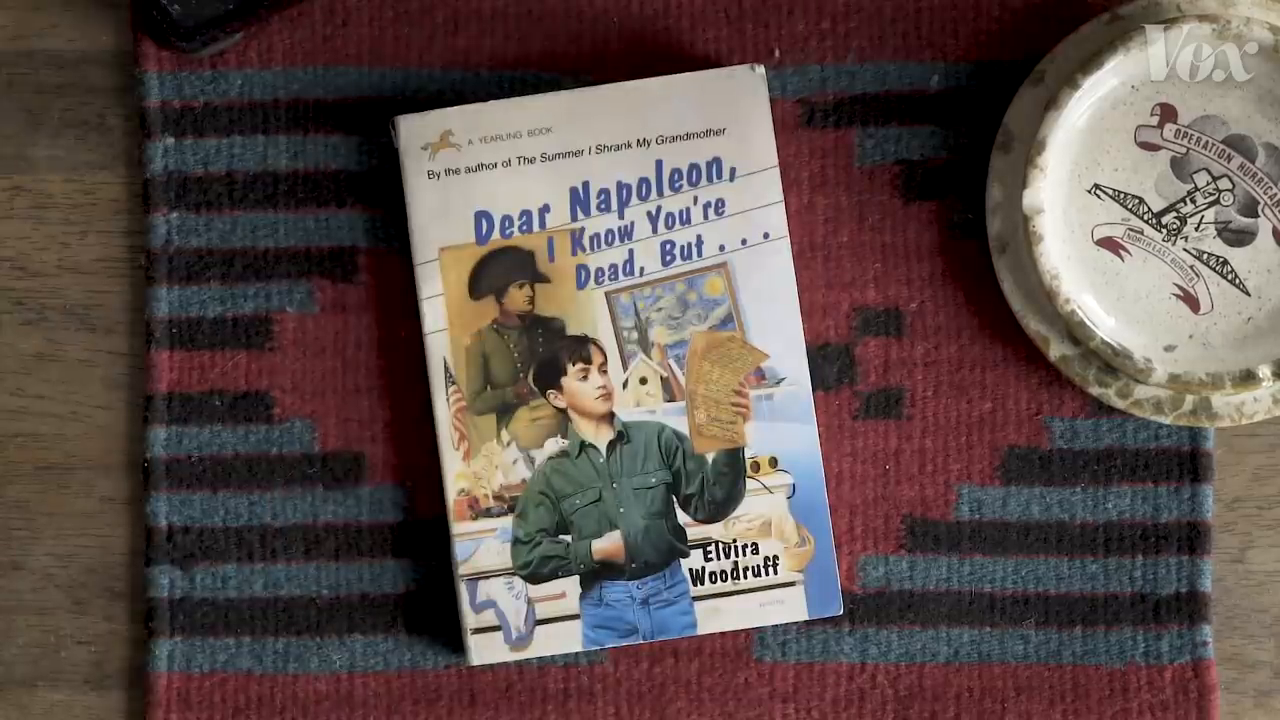 Vox
A YEARLING BOOK
By the author of The Summer I Shrank My Grandmother
Dear Napoleon,
I Know You're
Dead, But . . .
Elvira
Woodruff
OPERATION HURRICA
NORTH EAST BORDER